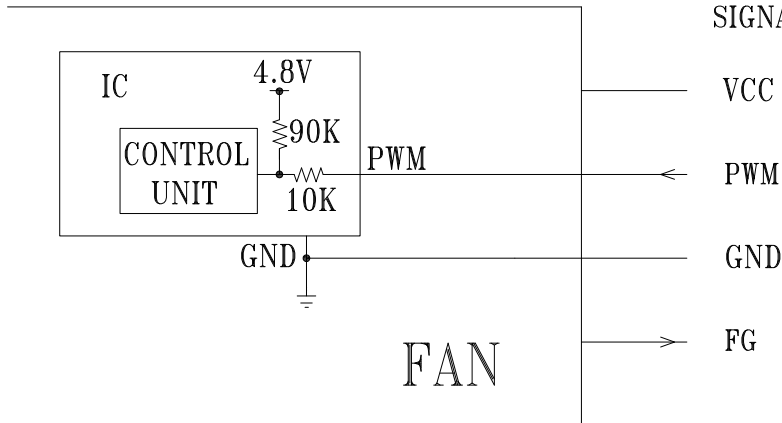 SIGNA
IC
4.8V
VCC
90K
CONTROL
UNIT
PWM
10K
PWM
GND
GND
FG
FAN